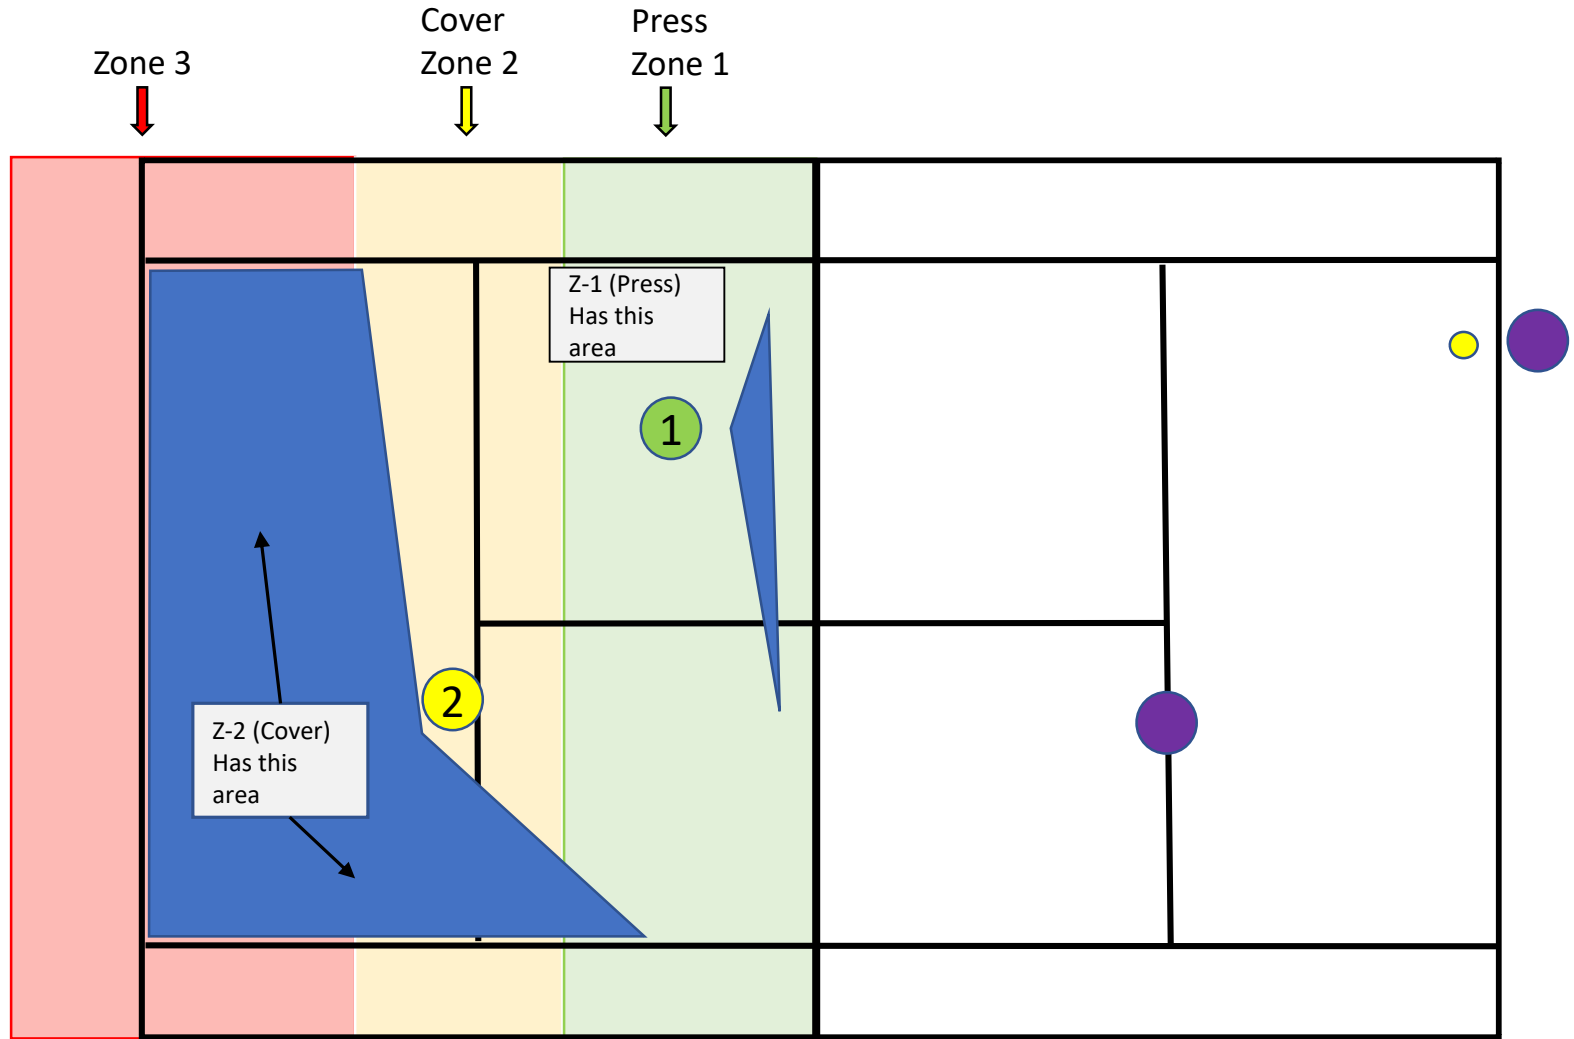 Zone 3
Cover
Zone 2
Press
Zone 1
Z-1 (Press)
Has this
area
1
2
Z-2 (Cover)
Has this
area